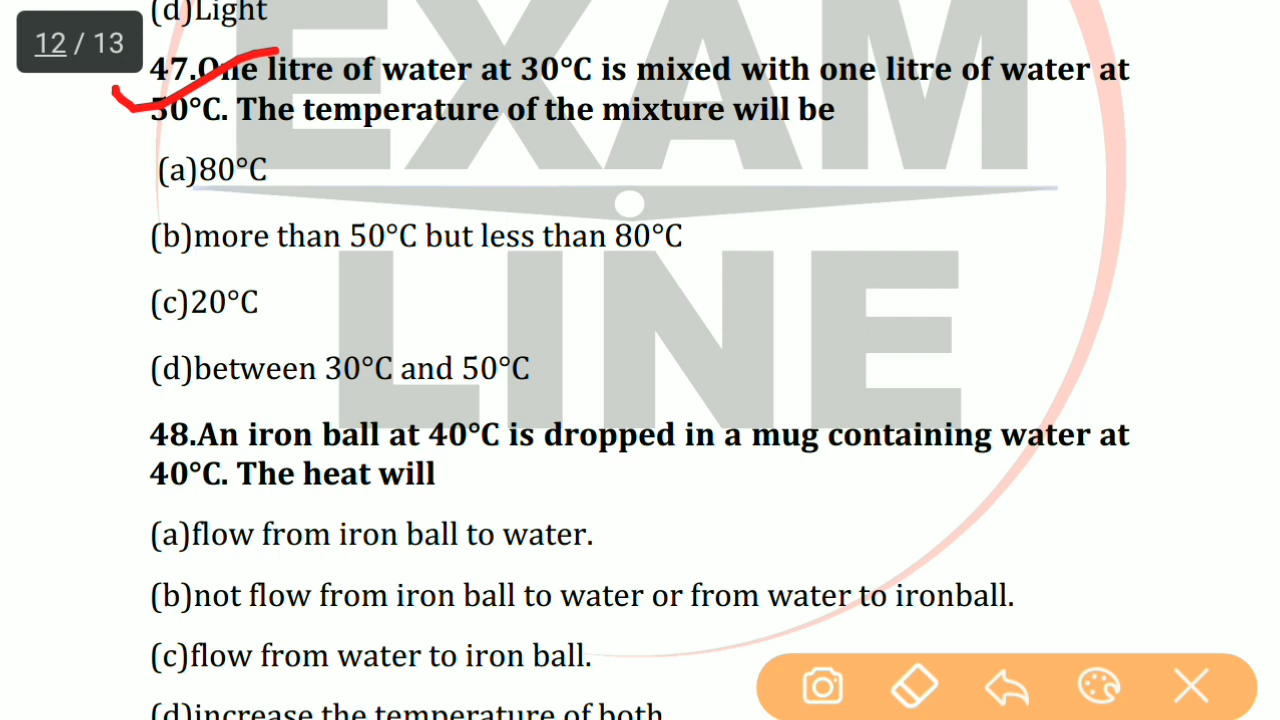 (d)Light
12 / 13
47.One litre of water at 30°C is mixed with one litre of water at
50°C. The temperature of the mixture will be
(a)80°C
(b)more than 50°C but less than 80°C
(c)20°C
(d)between 30°C and 50°C
48.An iron ball at 40°C is dropped in a mug containing water at
40°C. The heat will
(a)flow from iron ball to water.
(b)not flow from iron ball to water or from water to ironball.
(c)flow from water to iron ball.
(d)increase the temperature of both
EXAM
LINE